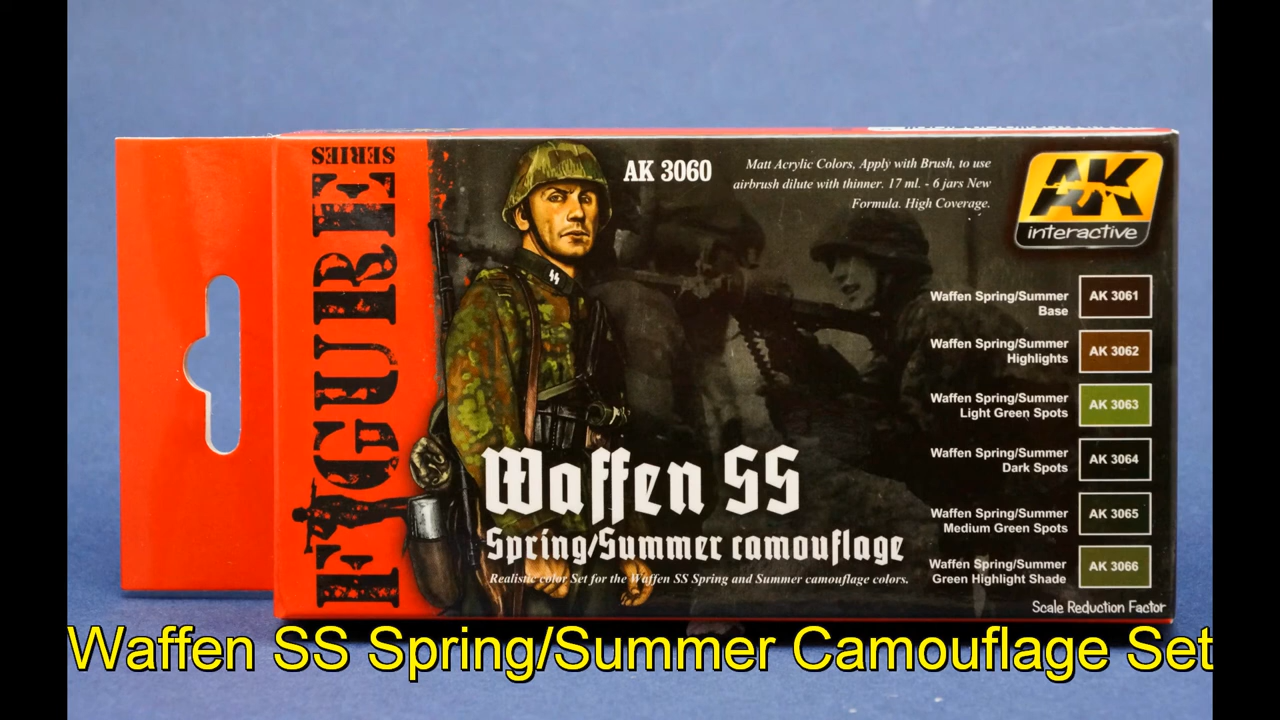 FIGURE
SERIES
AK 3060
Matt Acrylic Colors, Apply with Brush, to use
airbrush dilute with thinner. 17 ml. - 6 jars New
Formula. High Coverage.
AK
interactive
SS
Waffen Spring/Summer
Base
AK 3061
Waffen Spring/Summer
Highlights
AK 3062
Waffen Spring/Summer
Light Green Spots
AK 3063
Waffen Spring/Summer
Dark Spots
AK 3064
Waffen Spring/Summer
Medium Green Spots
AK 3065
Waffen Spring/Summer
Green Highlight Shade
AK 3066
Waffen SS
Spring/Summer camouflage
Realistic color Set for the Waffen SS Spring and Summer camouflage colors.
Scale Reduction Factor
Waffen SS Spring/Summer Camouflage Set